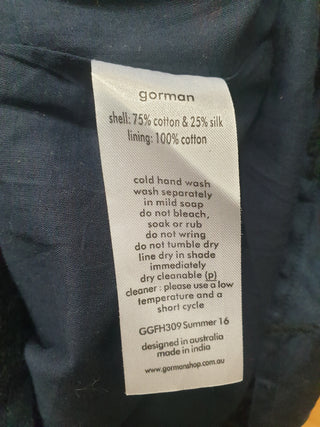 gorman
shell: 75% cotton & 25% silk
lining: 100% cotton
cold hand wash
wash separately
in mild soap
do not bleach,
soak or rub
do not wring
do not tumble dry
line dry in shade
immediately
dry cleanable (p)
cleaner : please use a low
temperature and a
short cycle
GGFH309 Summer 16
designed in australia
made in india
www.gormanshop.com.au